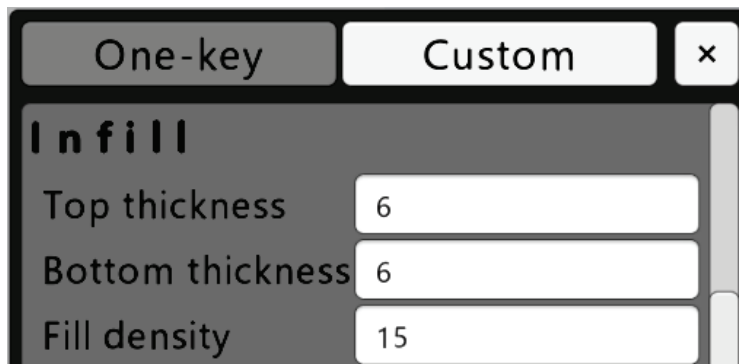 One-key Custom ×
Infill
Top thickness 6
Bottom thickness 6
Fill density 15